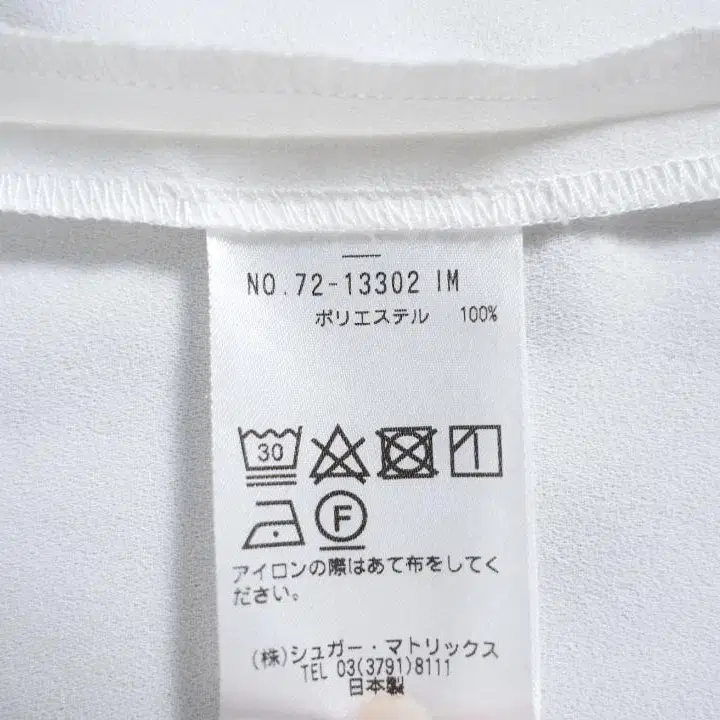 NO.72-13302 IM
ポリエステル 100%
30
F
アイロンの際はあて布をしてく
ださい。
(株)シュガー・マトリックス
TEL 03(3791)8111
日本製